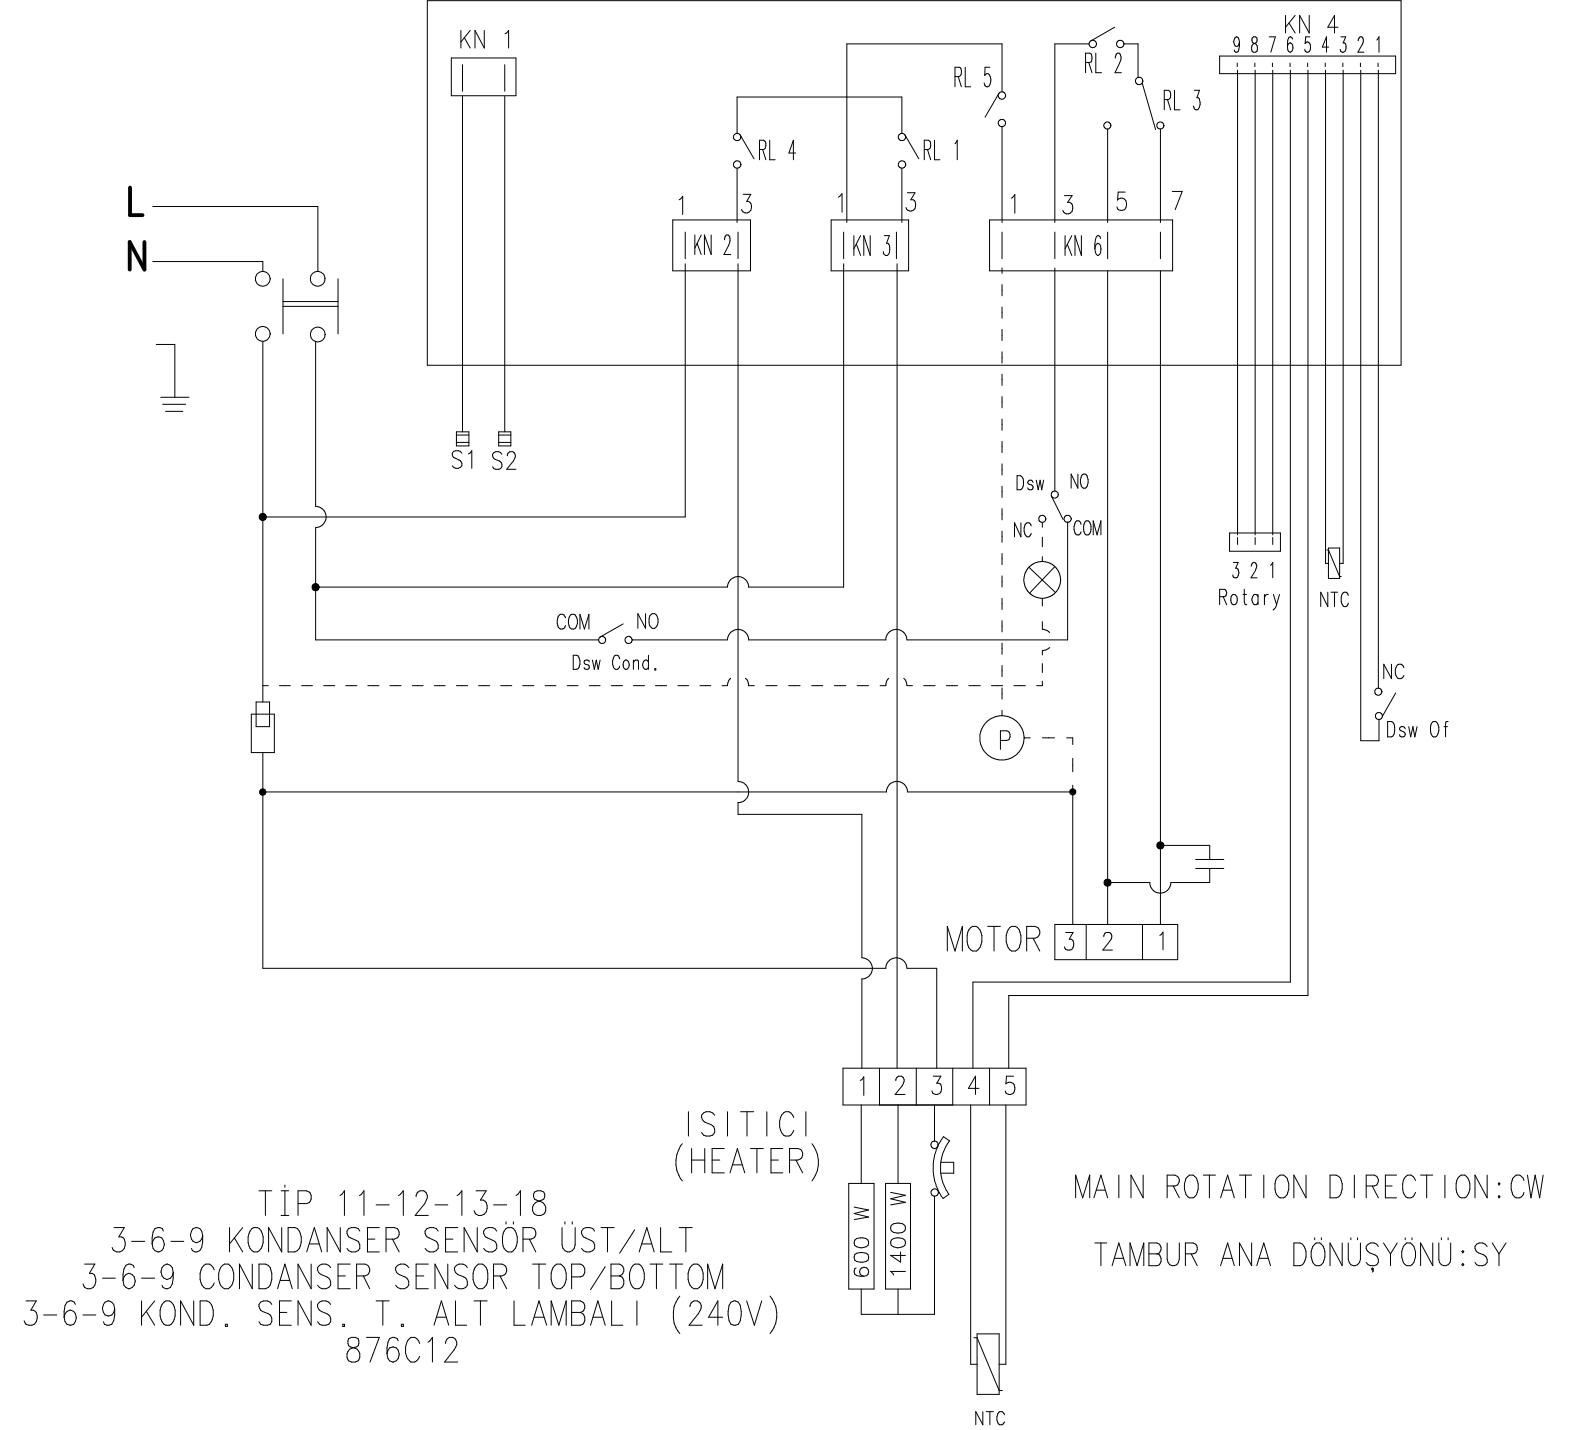 KN 1
KN 4
9 8 7 6 5 4 3 2 1
RL 5
RL 2
RL 3
RL 4
RL 1
L
N
1 3
KN 2
1 3
KN 3
1 3 5 7
KN 6
S1 S2
Dsw NO
NC COM
3 2 1
Rotary
NTC
COM NO
Dsw Cond.
NC
Dsw Of
P
MOTOR 3 2 1
1 2 3 4 5
ISITICI
(HEATER)
600 W
1400 W
NTC
TİP 11-12-13-18
3-6-9 KONDANSER SENSÖR ÜST/ALT
3-6-9 CONDANSER SENSOR TOP/BOTTOM
3-6-9 KOND. SENS. T. ALT LAMBALI (240V)
876C12
MAIN ROTATION DIRECTION:CW
TAMBUR ANA DÖNÜŞYÖNÜ:SY